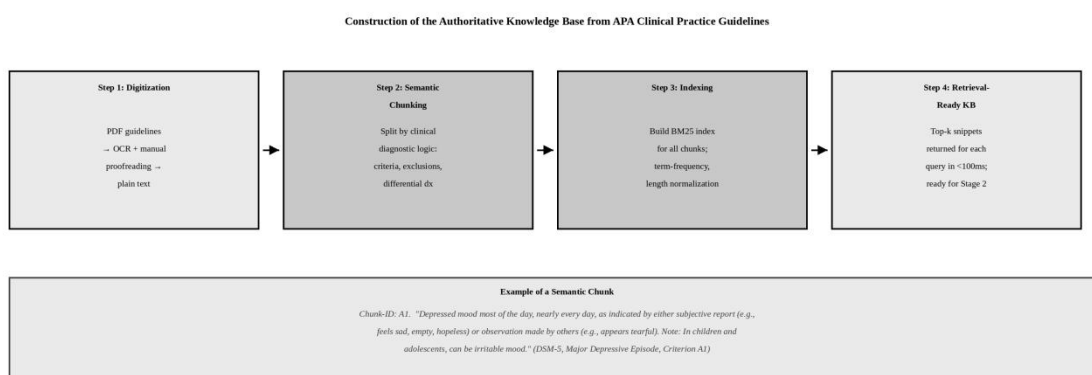 Construction of the Authoritative Knowledge Base from APA Clinical Practice Guidelines
Step 1: Digitization
PDF guidelines
→ OCR + manual
proofreading →
plain text
Step 2: Semantic
Chunking
Split by clinical
diagnostic logic:
criteria, exclusions,
differential dx
Step 3: Indexing
Build BM25 index
for all chunks;
term-frequency,
length normalization
Step 4: Retrieval-
Ready KB
Top-k snippets
returned for each
query in <100ms;
ready for Stage 2
Example of a Semantic Chunk
Chunk-ID: A1. "Depressed mood most of the day, nearly every day, as indicated by either subjective report (e.g.,
feels sad, empty, hopeless) or observation made by others (e.g., appears tearful). Note: In children and
adolescents, can be irritable mood." (DSM-5, Major Depressive Episode, Criterion A1)